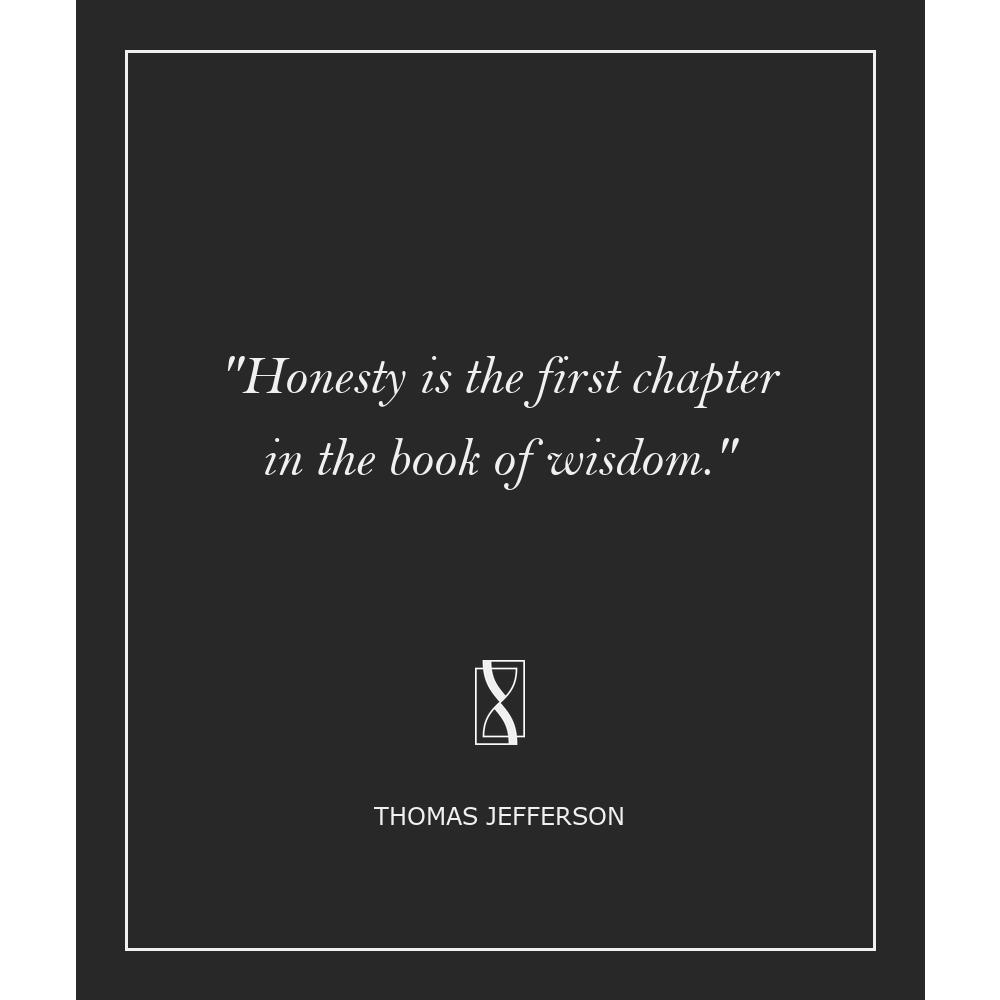 "Honesty is the first chapter
in the book of wisdom."
THOMAS JEFFERSON